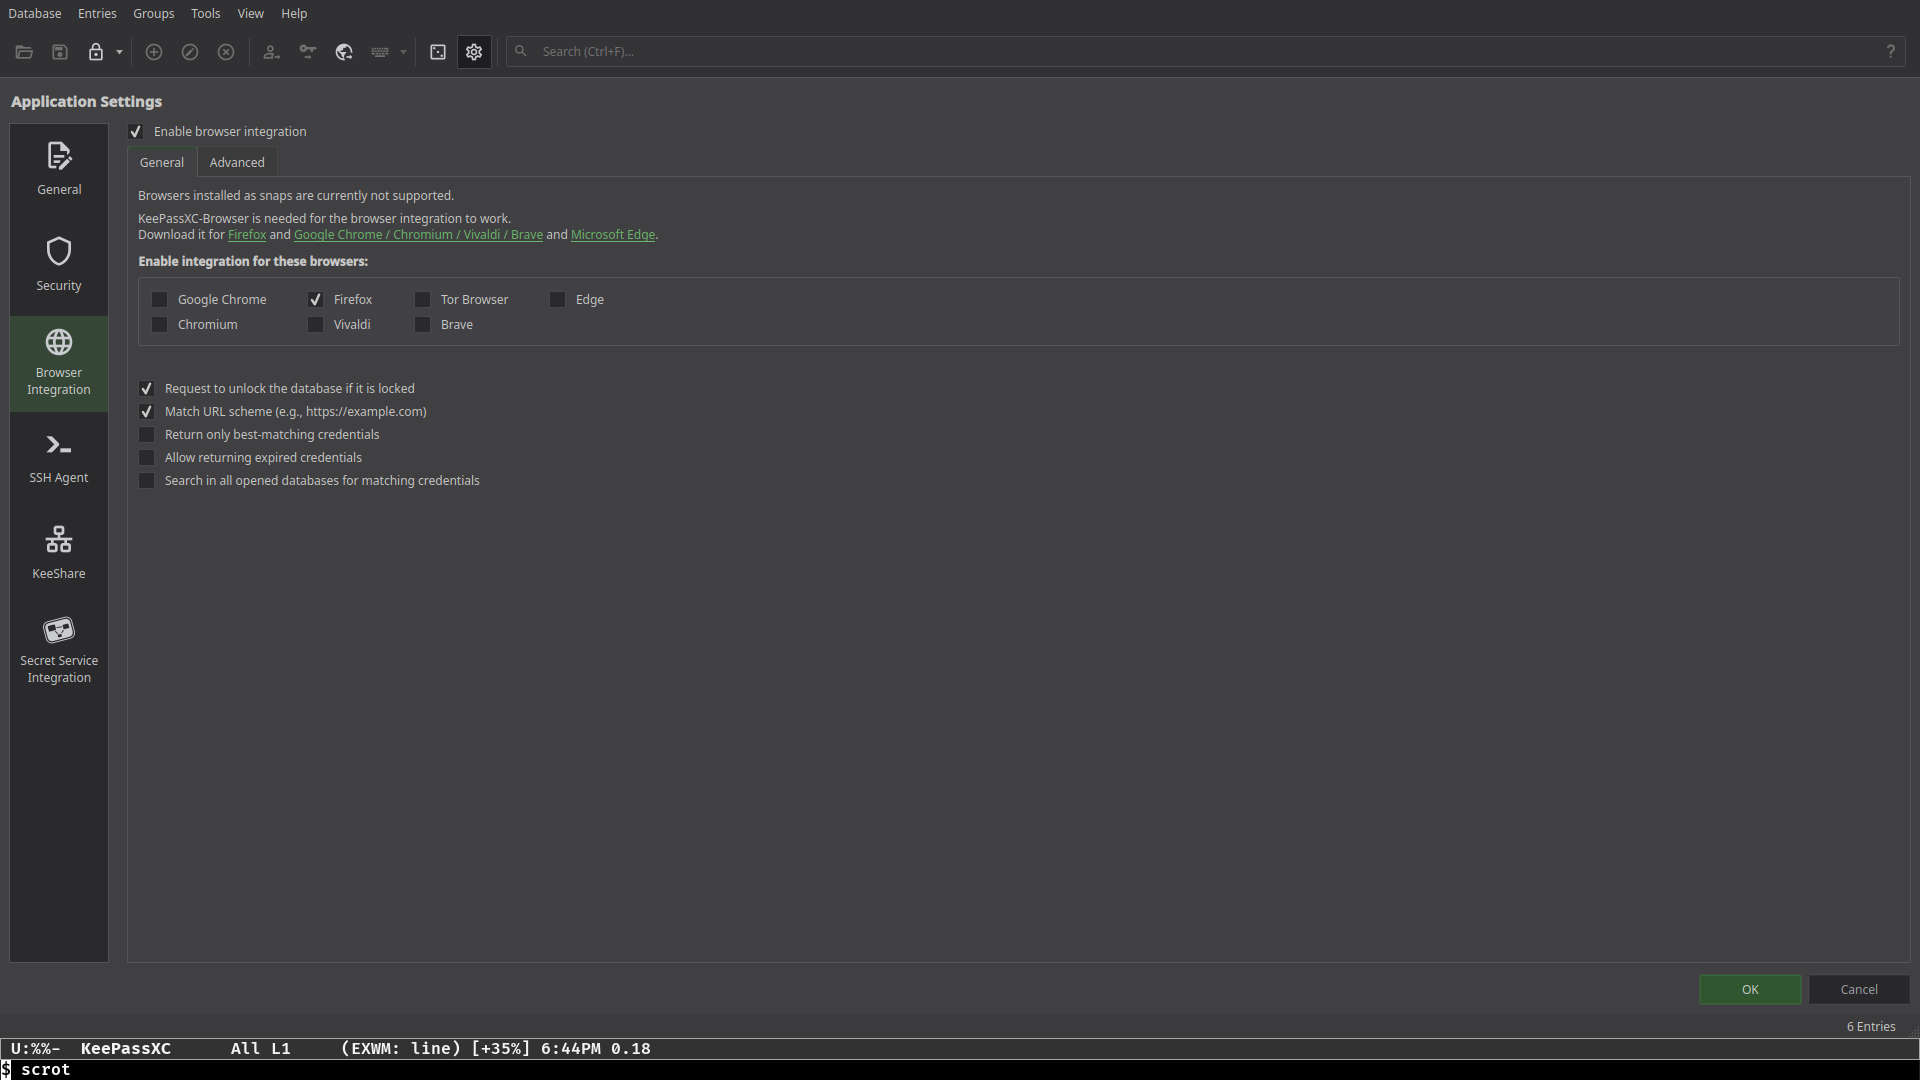 Database Entries Groups Tools View Help
Search (Ctrl+F)... ?
Application Settings
General
Security
Browser
Integration
SSH Agent
KeeShare
Secret Service
Integration
Enable browser integration
General Advanced
Browsers installed as snaps are currently not supported.
KeePassXC-Browser is needed for the browser integration to work.
Download it for Firefox and Google Chrome / Chromium / Vivaldi / Brave and Microsoft Edge.
Enable integration for these browsers:
Google Chrome Firefox Tor Browser Edge
Chromium Vivaldi Brave
Request to unlock the database if it is locked
Match URL scheme (e.g., https://example.com)
Return only best-matching credentials
Allow returning expired credentials
Search in all opened databases for matching credentials
OK Cancel
6 Entries
U:%%- KeePassXC All L1 (EXWM: line) [+35%] 6:44PM 0.18
$ scrot